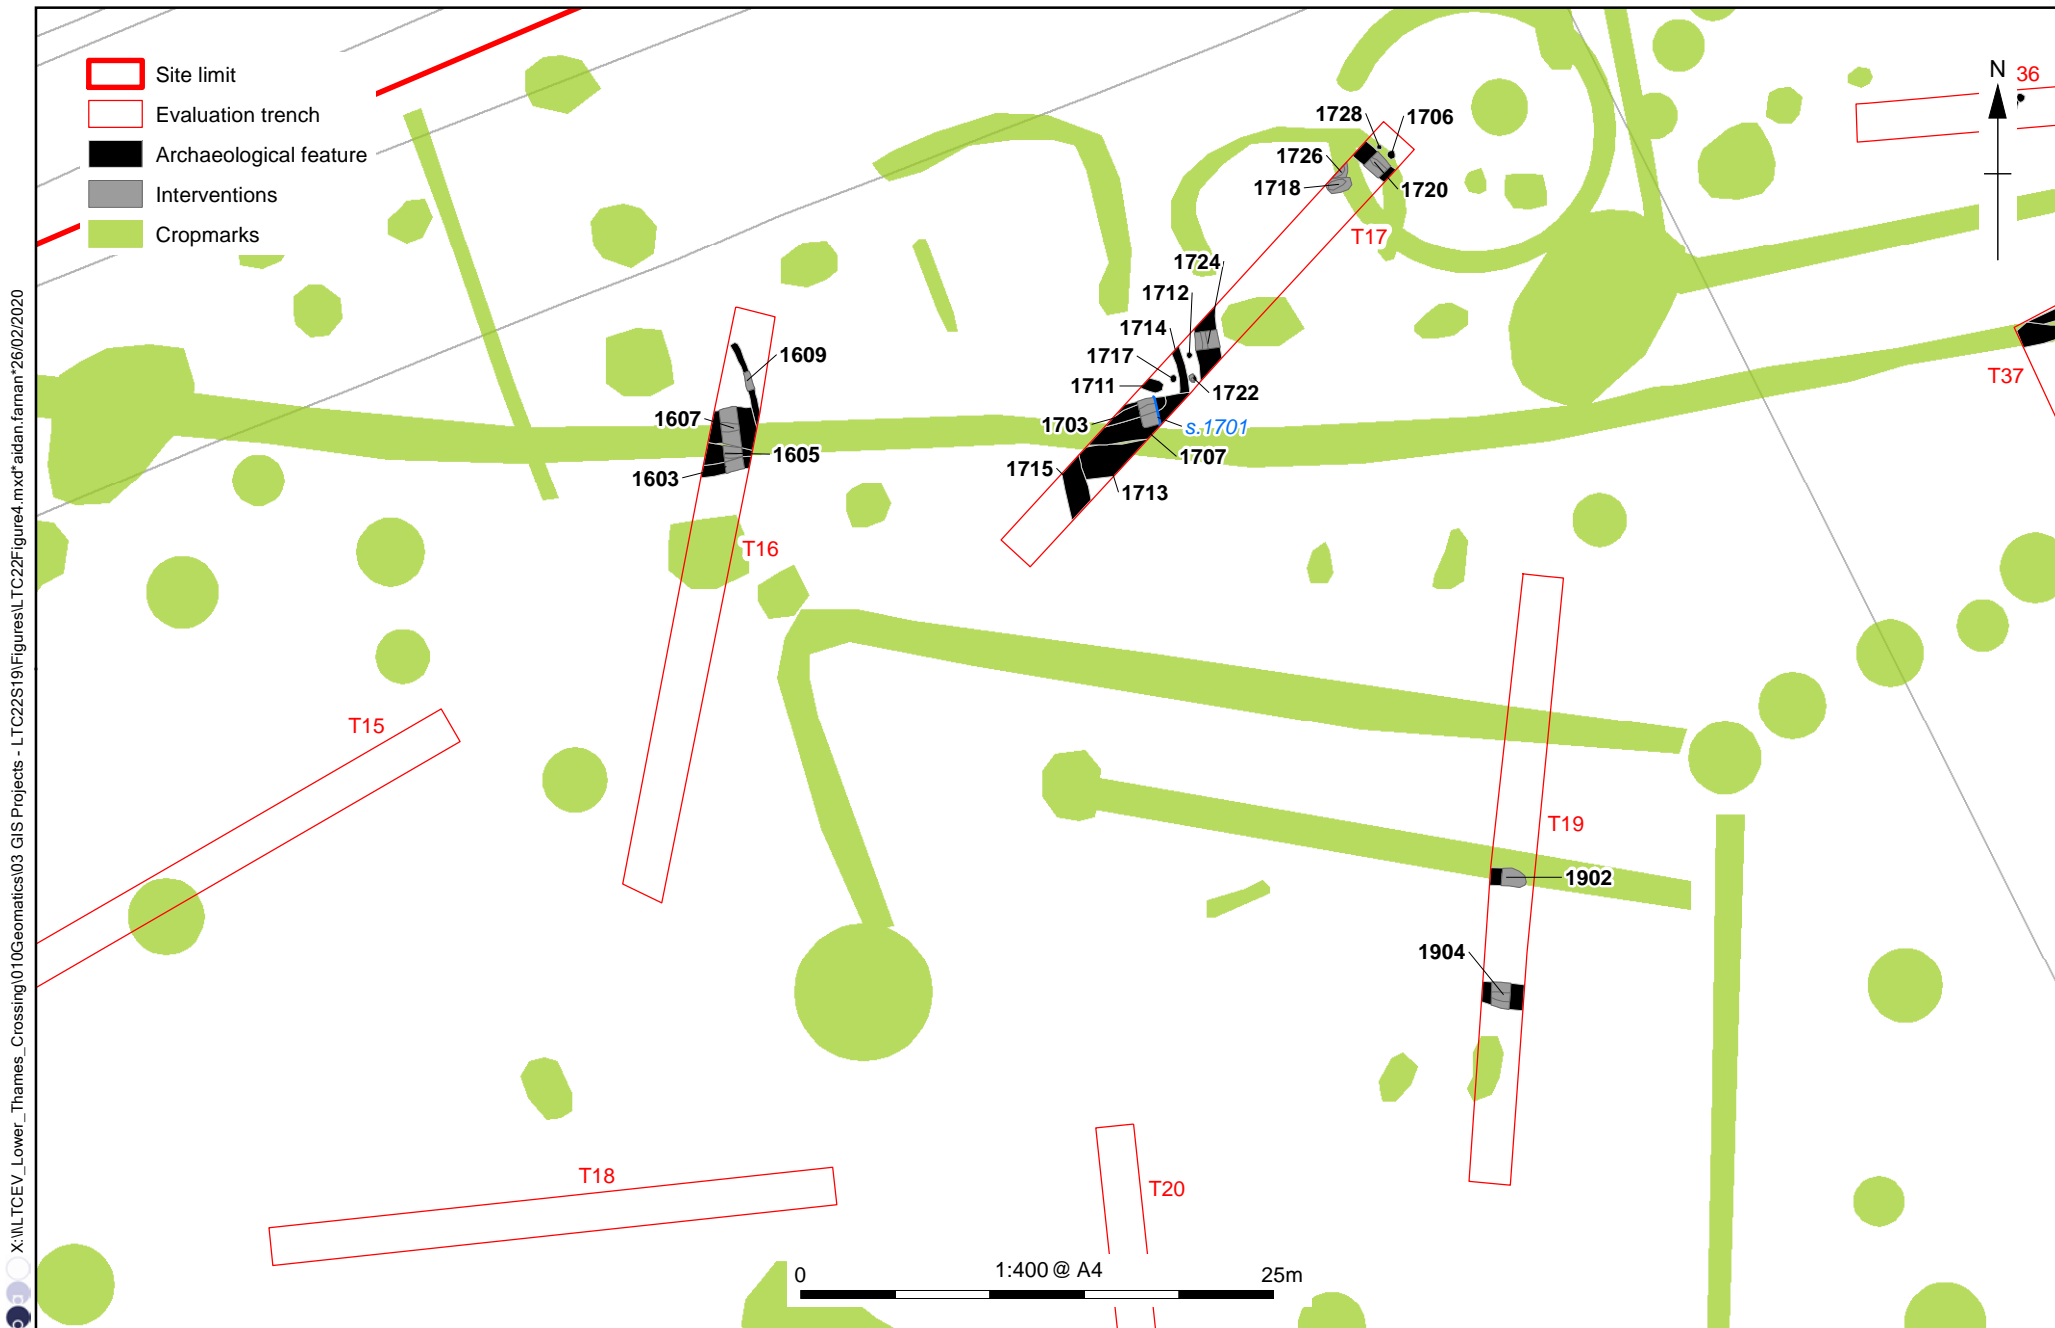 Site limit
Evaluation trench
Archaeological feature
Interventions
Cropmarks
N
36
1728
1706
1726
1718
1720
T17
1724
1712
1714
1717
1711
1722
1703
s.1701
1707
1715
1713
1609
1607
1605
1603
T16
T37
T15
T19
1902
1904
T18
T20
0
1:400 @ A4
25m
X:\I\LTCEV_Lower_Thames_Crossing\010Geomatics\03 GIS Projects - LTC22S19\Figures\LTC22Figure4.mxd*aidan.farnan*26/02/2020